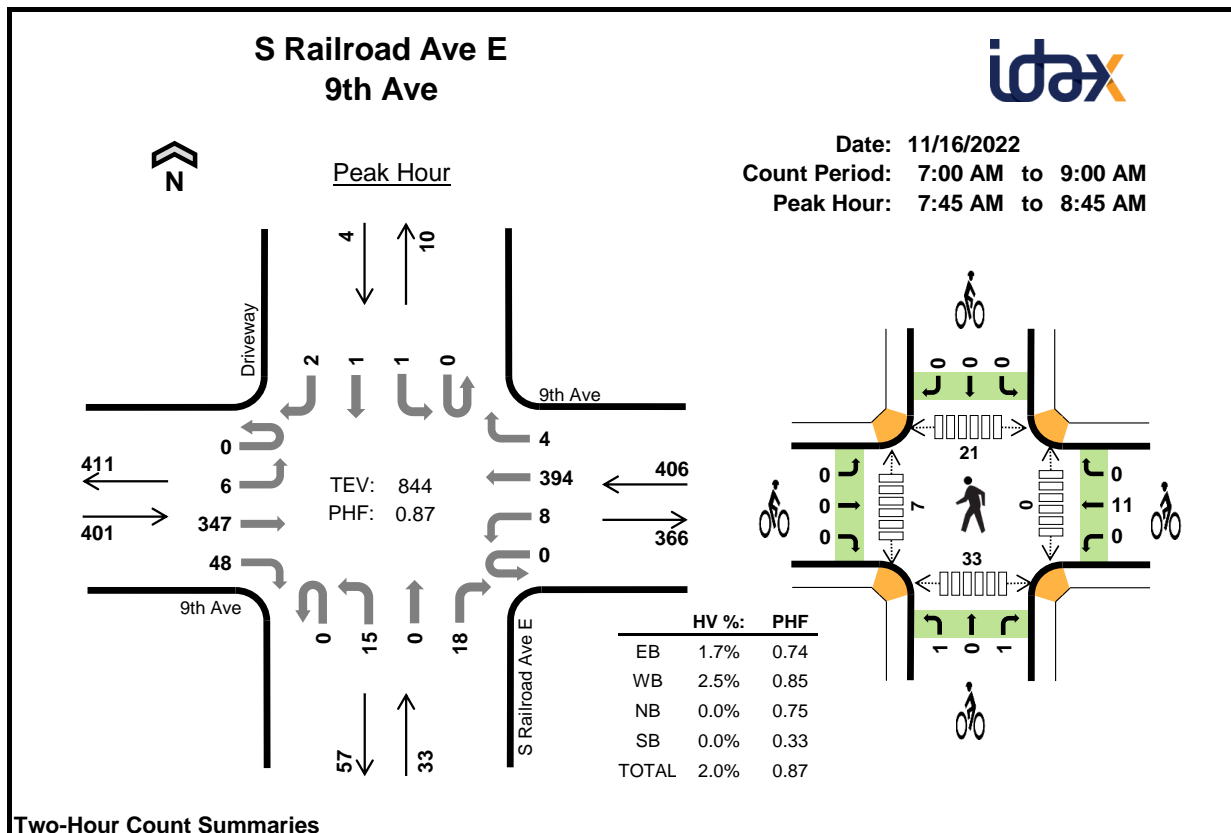 S Railroad Ave E
9th Ave
idax
N
Peak Hour
Date: 11/16/2022
Count Period: 7:00 AM to 9:00 AM
Peak Hour: 7:45 AM to 8:45 AM
4 10
Driveway
2 1 1 0
9th Ave
0
6
347
48
411
401
TEV: 844
PHF: 0.87
4
394
8
0
406
366
9th Ave
0 15 0 18
S Railroad Ave E
57 33
0 0 0
21
0
0
0
7
0
0
11
0
33
1 0 1
HV %: PHF
EB 1.7% 0.74
WB 2.5% 0.85
NB 0.0% 0.75
SB 0.0% 0.33
TOTAL 2.0% 0.87
Two-Hour Count Summaries